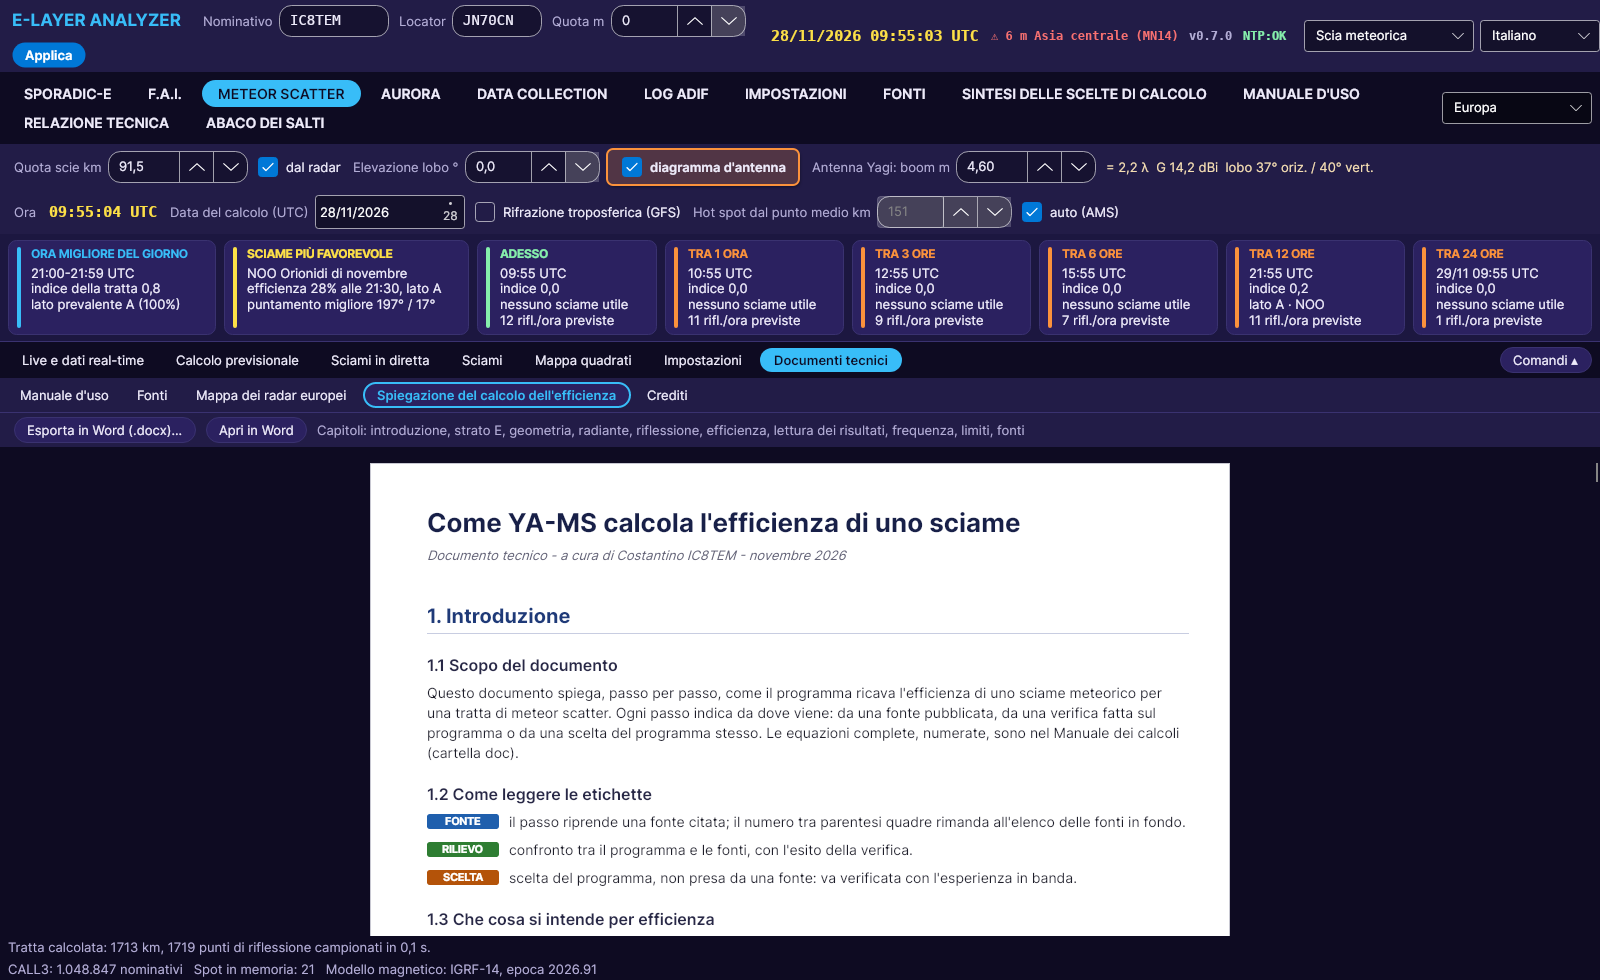 E-LAYER ANALYZER Nominativo IC8TEM Locator JN70CN Quota m 0
28/11/2026 09:55:03 UTC ⚠ 6 m Asia centrale (MN14) v0.7.0 NTP:OK Scia meteorica Italiano
Applica
SPORADIC-E F.A.I. METEOR SCATTER AURORA DATA COLLECTION LOG ADIF IMPOSTAZIONI FONTI SINTESI DELLE SCELTE DI CALCOLO MANUALE D'USO
RELAZIONE TECNICA ABACO DEI SALTI
Europa
Quota scie km 91,5 dal radar Elevazione lobo ° 0,0 diagramma d'antenna Antenna Yagi: boom m 4,60 = 2,2 λ G 14,2 dBi lobo 37° oriz. / 40° vert.
Ora 09:55:04 UTC Data del calcolo (UTC) 28/11/2026 28 Rifrazione troposferica (GFS) Hot spot dal punto medio km 151 auto (AMS)
ORA MIGLIORE DEL GIORNO
21:00-21:59 UTC
indice della tratta 0,8
lato prevalente A (100%)
SCIAME PIÙ FAVOREVOLE
NOO Orionidi di novembre
efficienza 28% alle 21:30, lato A
puntamento migliore 197° / 17°
ADESSO
09:55 UTC
indice 0,0
nessuno sciame utile
12 rifl./ora previste
TRA 1 ORA
10:55 UTC
indice 0,0
nessuno sciame utile
11 rifl./ora previste
TRA 3 ORE
12:55 UTC
indice 0,0
nessuno sciame utile
9 rifl./ora previste
TRA 6 ORE
15:55 UTC
indice 0,0
nessuno sciame utile
7 rifl./ora previste
TRA 12 ORE
21:55 UTC
indice 0,2
lato A · NOO
11 rifl./ora previste
TRA 24 ORE
29/11 09:55 UTC
indice 0,0
nessuno sciame utile
1 rifl./ora previste
Live e dati real-time Calcolo previsionale Sciami in diretta Sciami Mappa quadrati Impostazioni Documenti tecnici Comandi ▴
Manuale d'uso Fonti Mappa dei radar europei Spiegazione del calcolo dell'efficienza Crediti
Esporta in Word (.docx)... Apri in Word Capitoli: introduzione, strato E, geometria, radiante, riflessione, efficienza, lettura dei risultati, frequenza, limiti, fonti
Come YA-MS calcola l'efficienza di uno sciame
Documento tecnico - a cura di Costantino IC8TEM - novembre 2026
1. Introduzione
1.1 Scopo del documento
Questo documento spiega, passo per passo, come il programma ricava l'efficienza di uno sciame meteorico per
una tratta di meteor scatter. Ogni passo indica da dove viene: da una fonte pubblicata, da una verifica fatta sul
programma o da una scelta del programma stesso. Le equazioni complete, numerate, sono nel Manuale dei calcoli
(cartella doc).
1.2 Come leggere le etichette
FONTE il passo riprende una fonte citata; il numero tra parentesi quadre rimanda all'elenco delle fonti in fondo.
RILIEVO confronto tra il programma e le fonti, con l'esito della verifica.
SCELTA scelta del programma, non presa da una fonte: va verificata con l'esperienza in banda.
1.3 Che cosa si intende per efficienza
Tratta calcolata: 1713 km, 1719 punti di riflessione campionati in 0,1 s.
CALL3: 1.048.847 nominativi Spot in memoria: 21 Modello magnetico: IGRF-14, epoca 2026.91